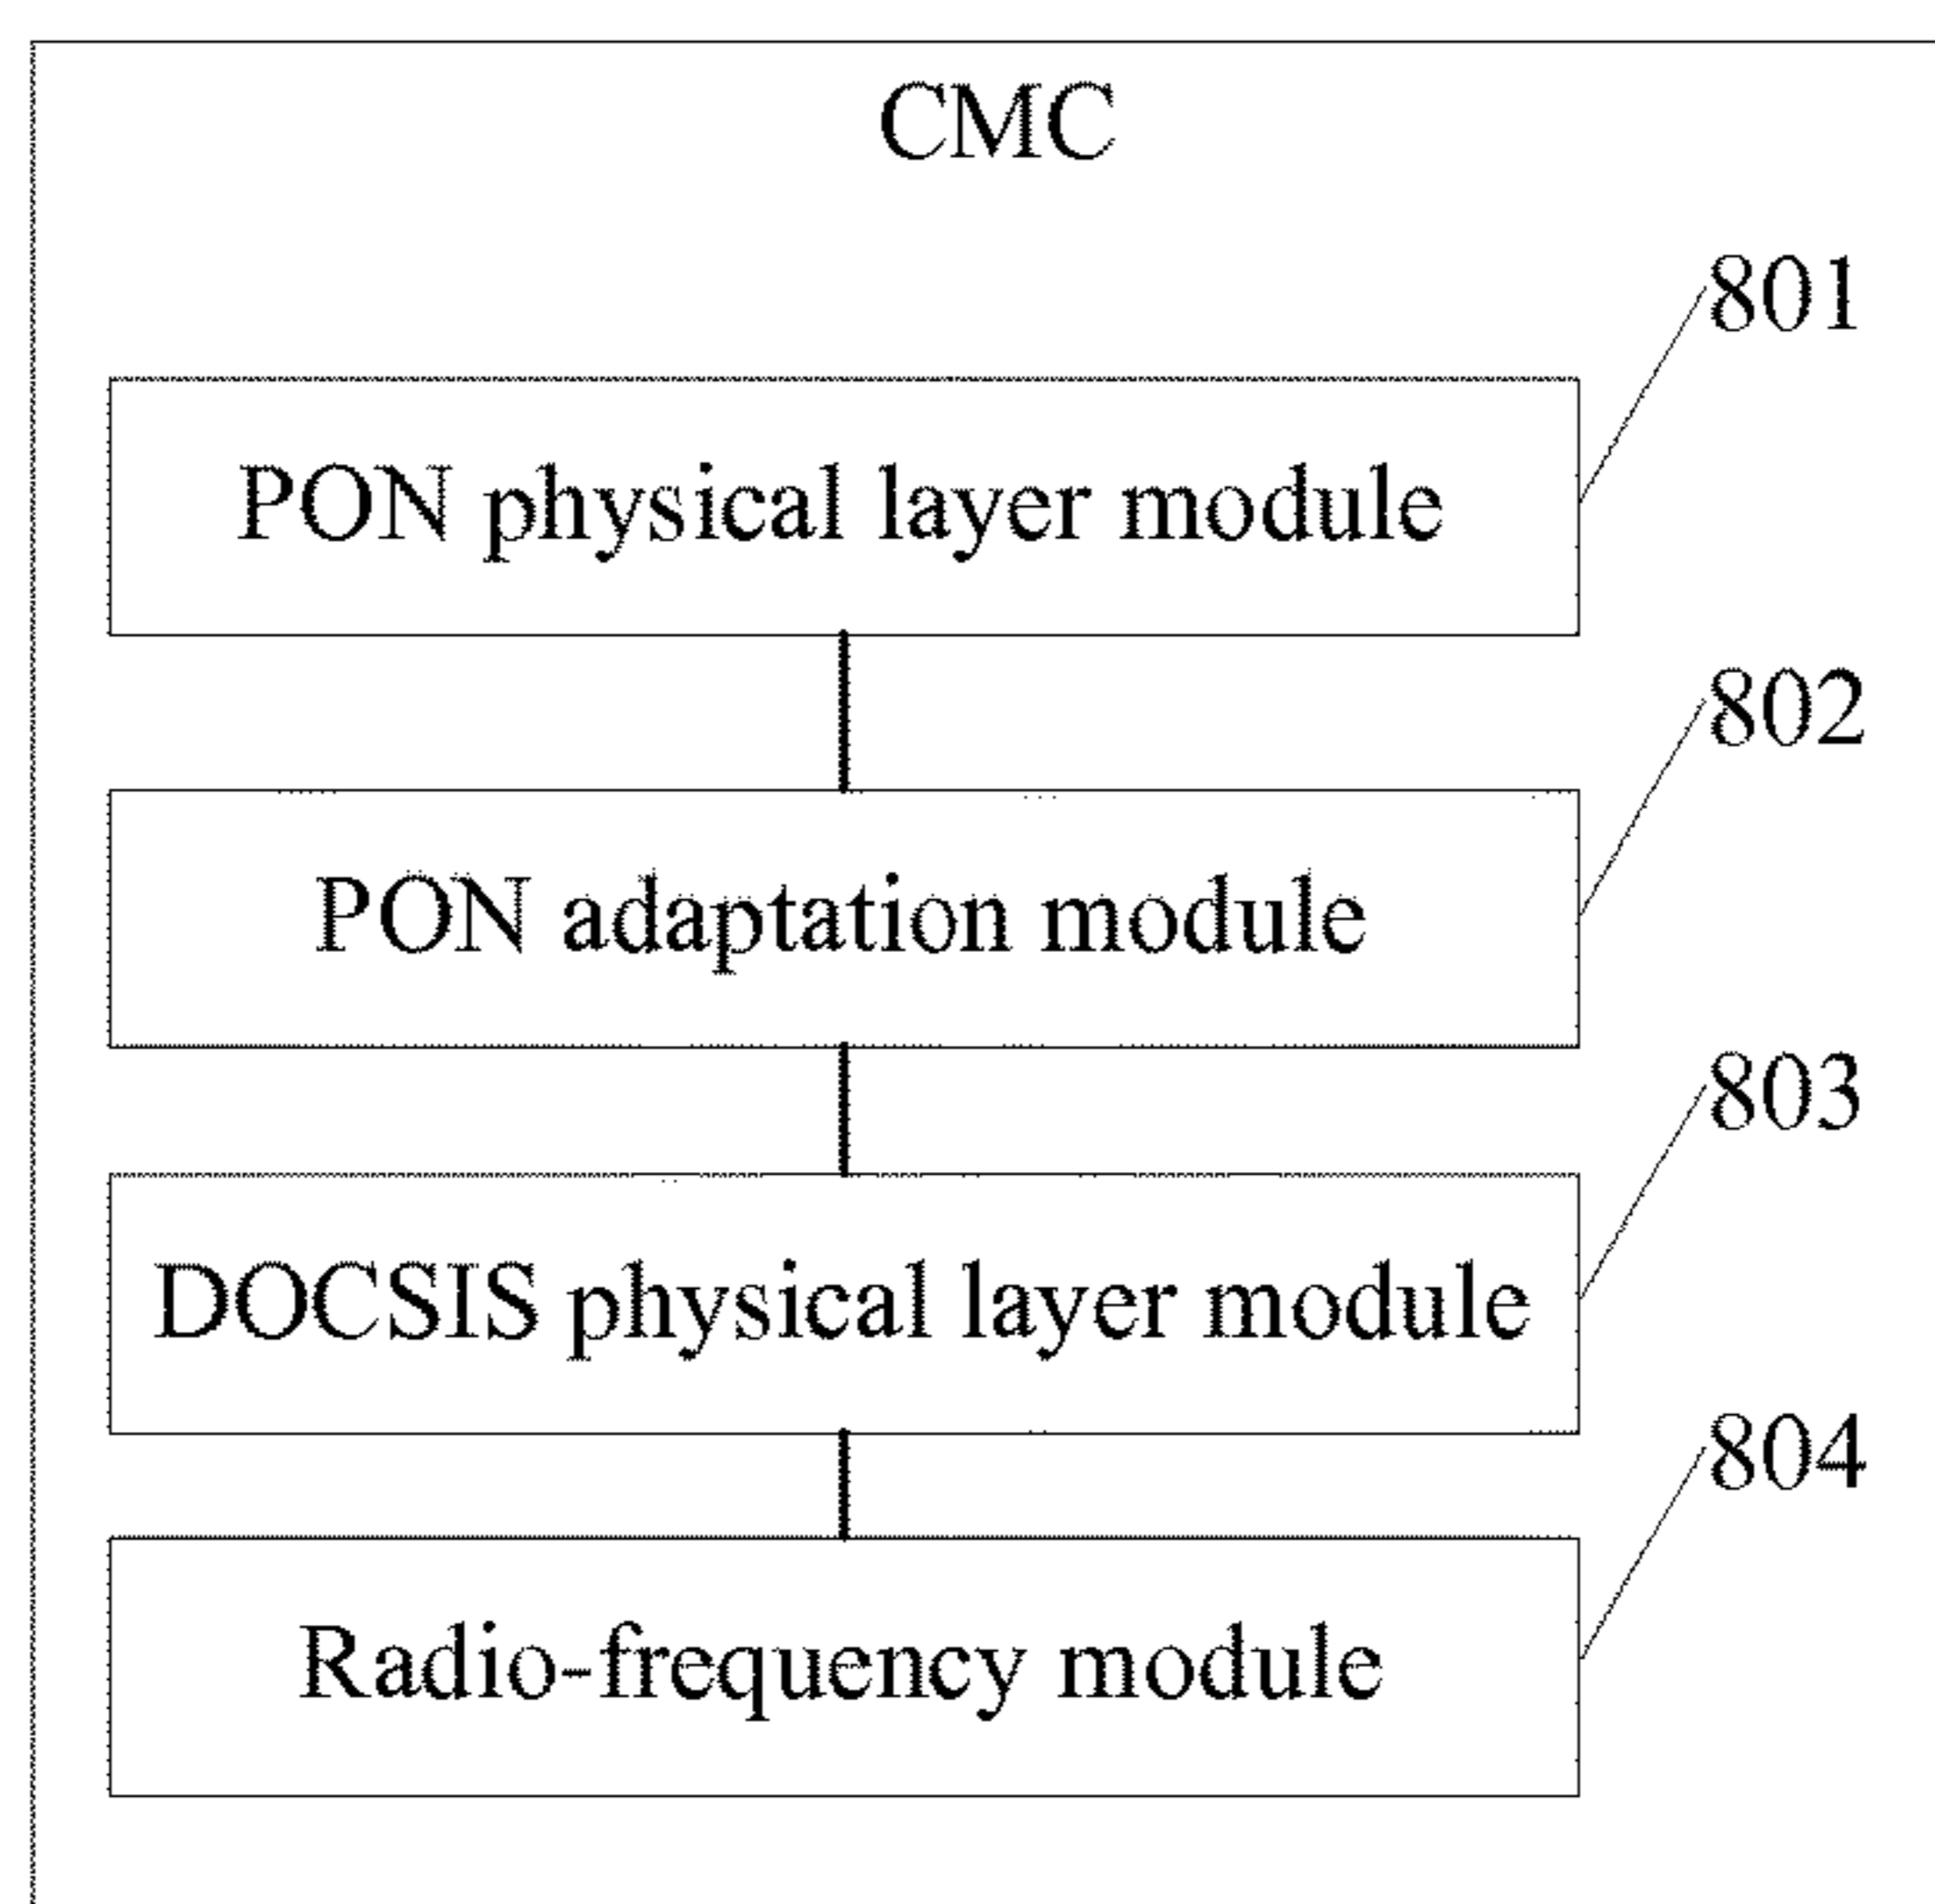 CMC
801
PON physical layer module
802
PON adaptation module
803
DOCSIS physical layer module
804
Radio-frequency module